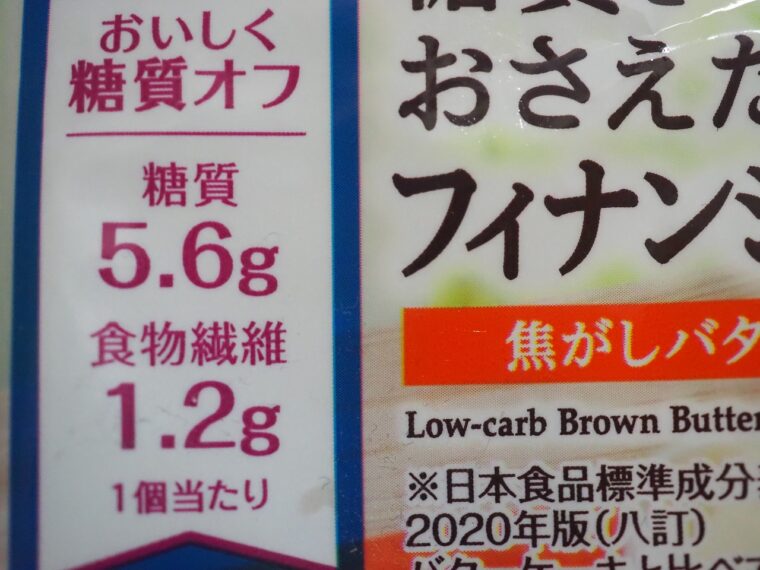 おいしく
糖質オフ
糖質
5.6g
食物繊維
1.2g
1個当たり
おさえた
フィナンシ
焦がしバタ
Low-carb Brown Butter
※日本食品標準成分
2020年版(八訂)